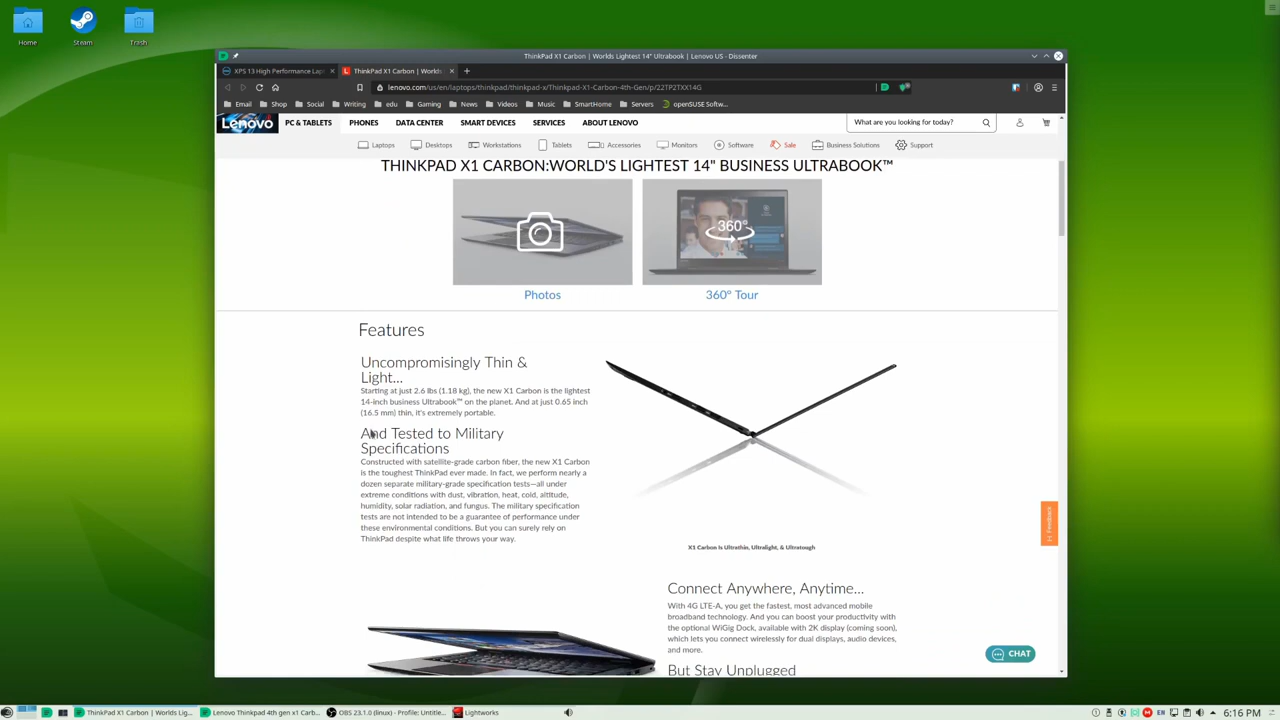 Home
Steam
Trash
ThinkPad X1 Carbon | Worlds Lightest 14" Ultrabook | Lenovo US - Dissenter
XPS 13 High Performance Lap
ThinkPad X1 Carbon | Worlds
lenovo.com/us/en/laptops/thinkpad/thinkpad-x/Thinkpad-X1-Carbon-4th-Gen/p/22TP2TXX14G
Email
Shop
Social
Writing
edu
Gaming
News
Videos
Music
SmartHome
Servers
openSUSE Softw...
Lenovo
PC & TABLETS
PHONES
DATA CENTER
SMART DEVICES
SERVICES
ABOUT LENOVO
What are you looking for today?
Laptops
Desktops
Workstations
Tablets
Accessories
Monitors
Software
Sale
Business Solutions
Support
THINKPAD X1 CARBON:WORLD'S LIGHTEST 14" BUSINESS ULTRABOOK™
360°
Photos
360° Tour
Features
Uncompromisingly Thin &
Light...
Starting at just 2.6 lbs (1.18 kg), the new X1 Carbon is the lightest
14-inch business Ultrabook™ on the planet. And at just 0.65 inch
(16.5 mm) thin, it's extremely portable.
And Tested to Military
Specifications
Constructed with satellite-grade carbon fiber, the new X1 Carbon
is the toughest ThinkPad ever made. In fact, we perform nearly a
dozen separate military-grade specification tests—all under
extreme conditions with dust, vibration, heat, cold, altitude,
humidity, solar radiation, and fungus. The military specification
tests are not intended to be a guarantee of performance under
these environmental conditions. But you can surely rely on
ThinkPad despite what life throws your way.
X1 Carbon Is Ultrathin, Ultralight, & Ultratough
Feedback
Connect Anywhere, Anytime...
With 4G LTE-A, you get the fastest, most advanced mobile
broadband technology. And you can boost your productivity with
the optional WiGig Dock, available with 2K display (coming soon),
which lets you connect wirelessly for dual displays, audio devices,
and more.
But Stay Unplugged
CHAT
ThinkPad X1 Carbon | Worlds Lig...
Lenovo Thinkpad 4th gen x1 Carb...
OBS 23.1.0 (linux) - Profile: Untitle...
Lightworks
EN
6:16 PM